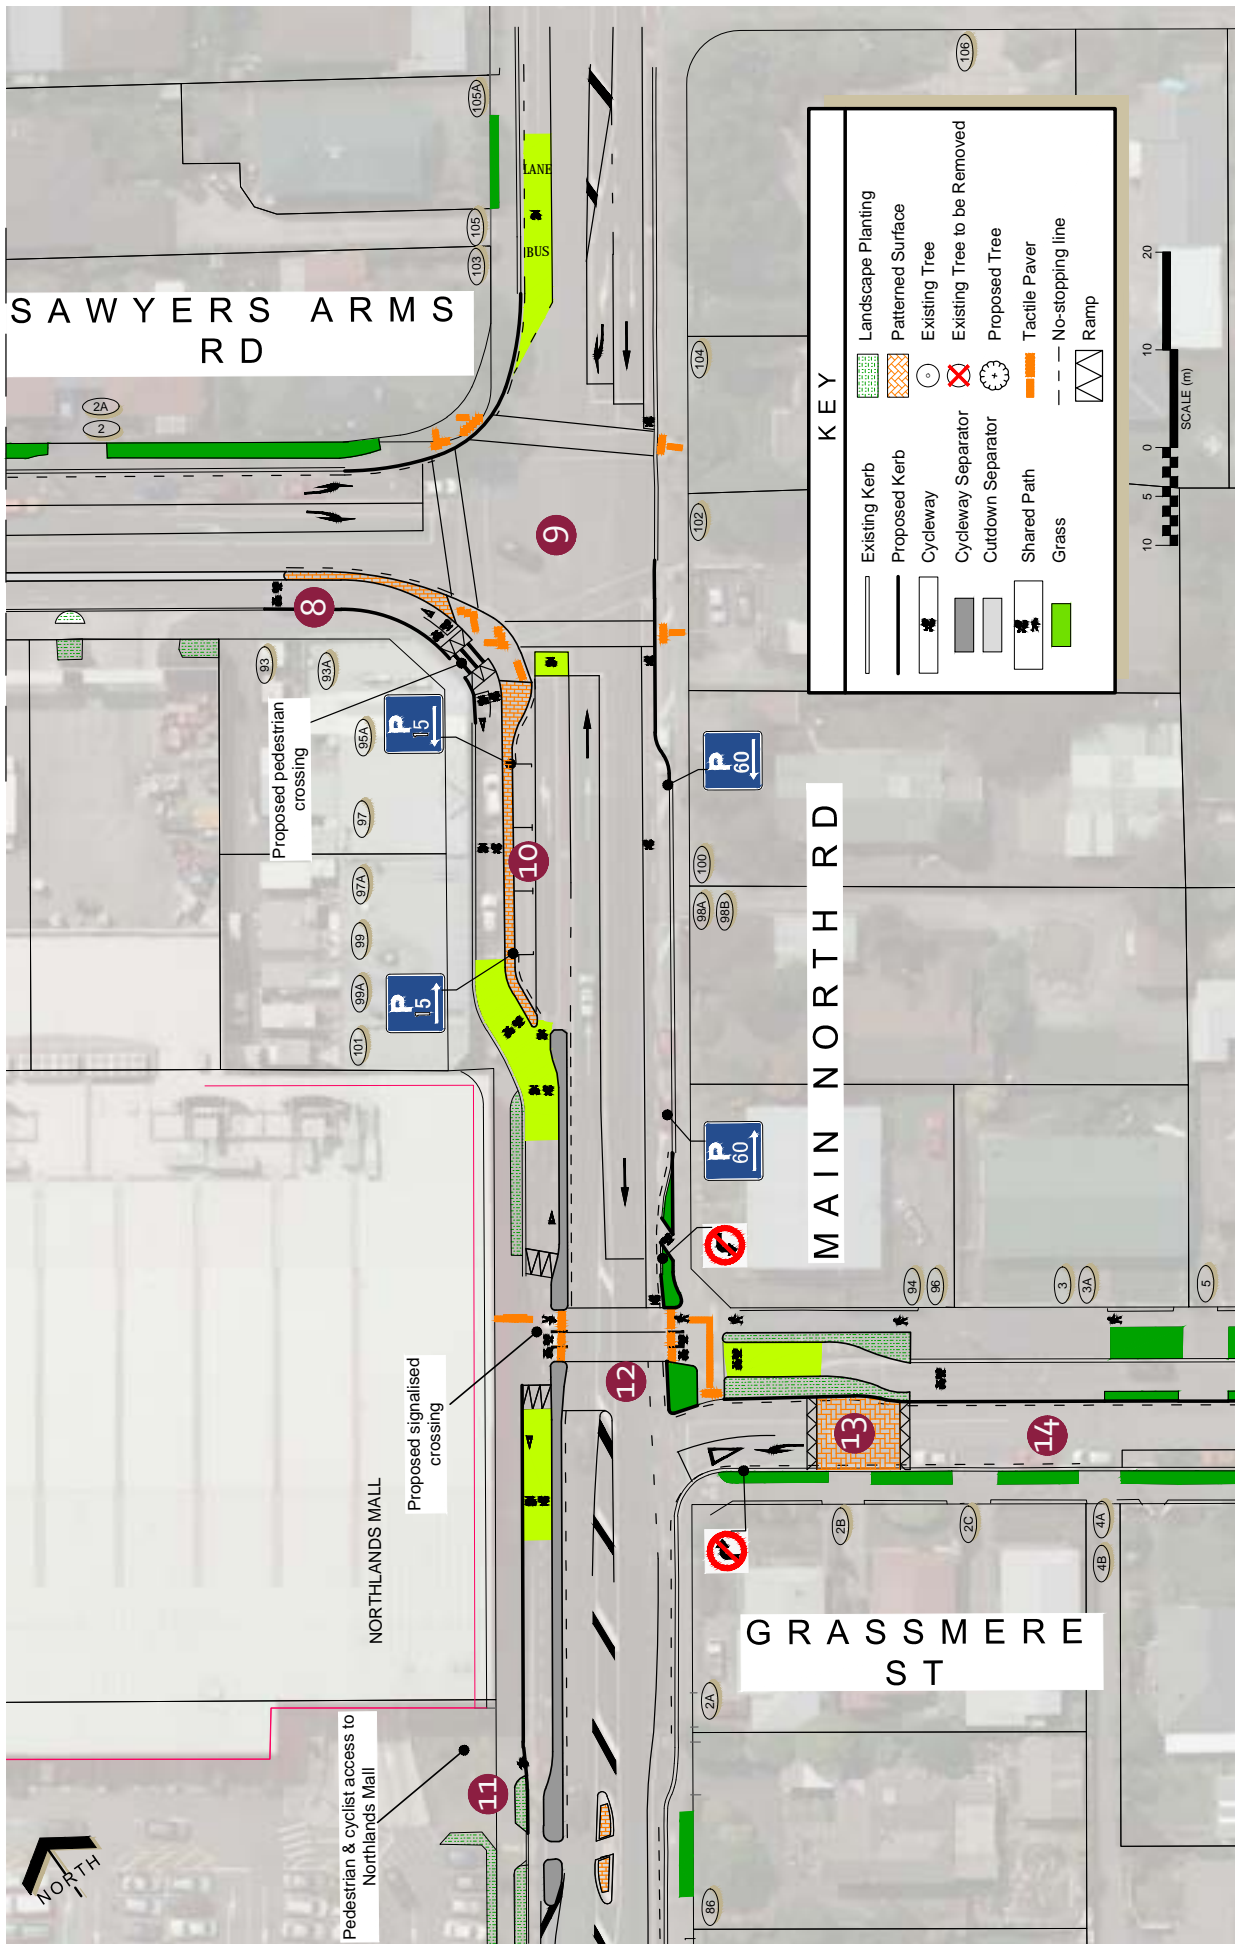 SAWYERS ARMS
RD
105A
105
103
2A
2
LANE
BUS
106
104
102
KEY
Existing Kerb
Proposed Kerb
Cycleway
Cycleway Separator
Cutdown Separator
Shared Path
Grass
Landscape Planting
Patterned Surface
Existing Tree
Existing Tree to be Removed
Proposed Tree
Tactile Paver
No-stopping line
Ramp
10 5 0 10 20
SCALE (m)
8
9
93
93A
Proposed pedestrian
crossing
95A
97
97A
99
99A
101
P
15
P
15
10
P
60
P
60
100
98A
98B
MAIN NORTH RD
94
96
3
3A
5
Proposed signalised
crossing
12
13
14
NORTHLANDS MALL
2B
2C
4A
4B
GRASSMERE
ST
2A
86
Pedestrian & cyclist access to
Northlands Mall
11
NORTH